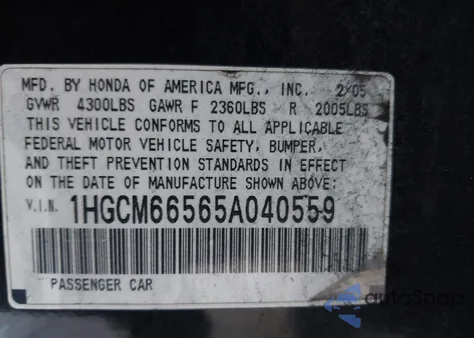 MFD. BY HONDA OF AMERICA MFG., INC. 2/05
GVWR 4300LBS GAWR F 2360LBS R 2005LBS
THIS VEHICLE CONFORMS TO ALL APPLICABLE
FEDERAL MOTOR VEHICLE SAFETY, BUMPER,
AND THEFT PREVENTION STANDARDS IN EFFECT
ON THE DATE OF MANUFACTURE SHOWN ABOVE:
V.I.N. 1HGCM66565A040559
PASSENGER CAR
autoSnap